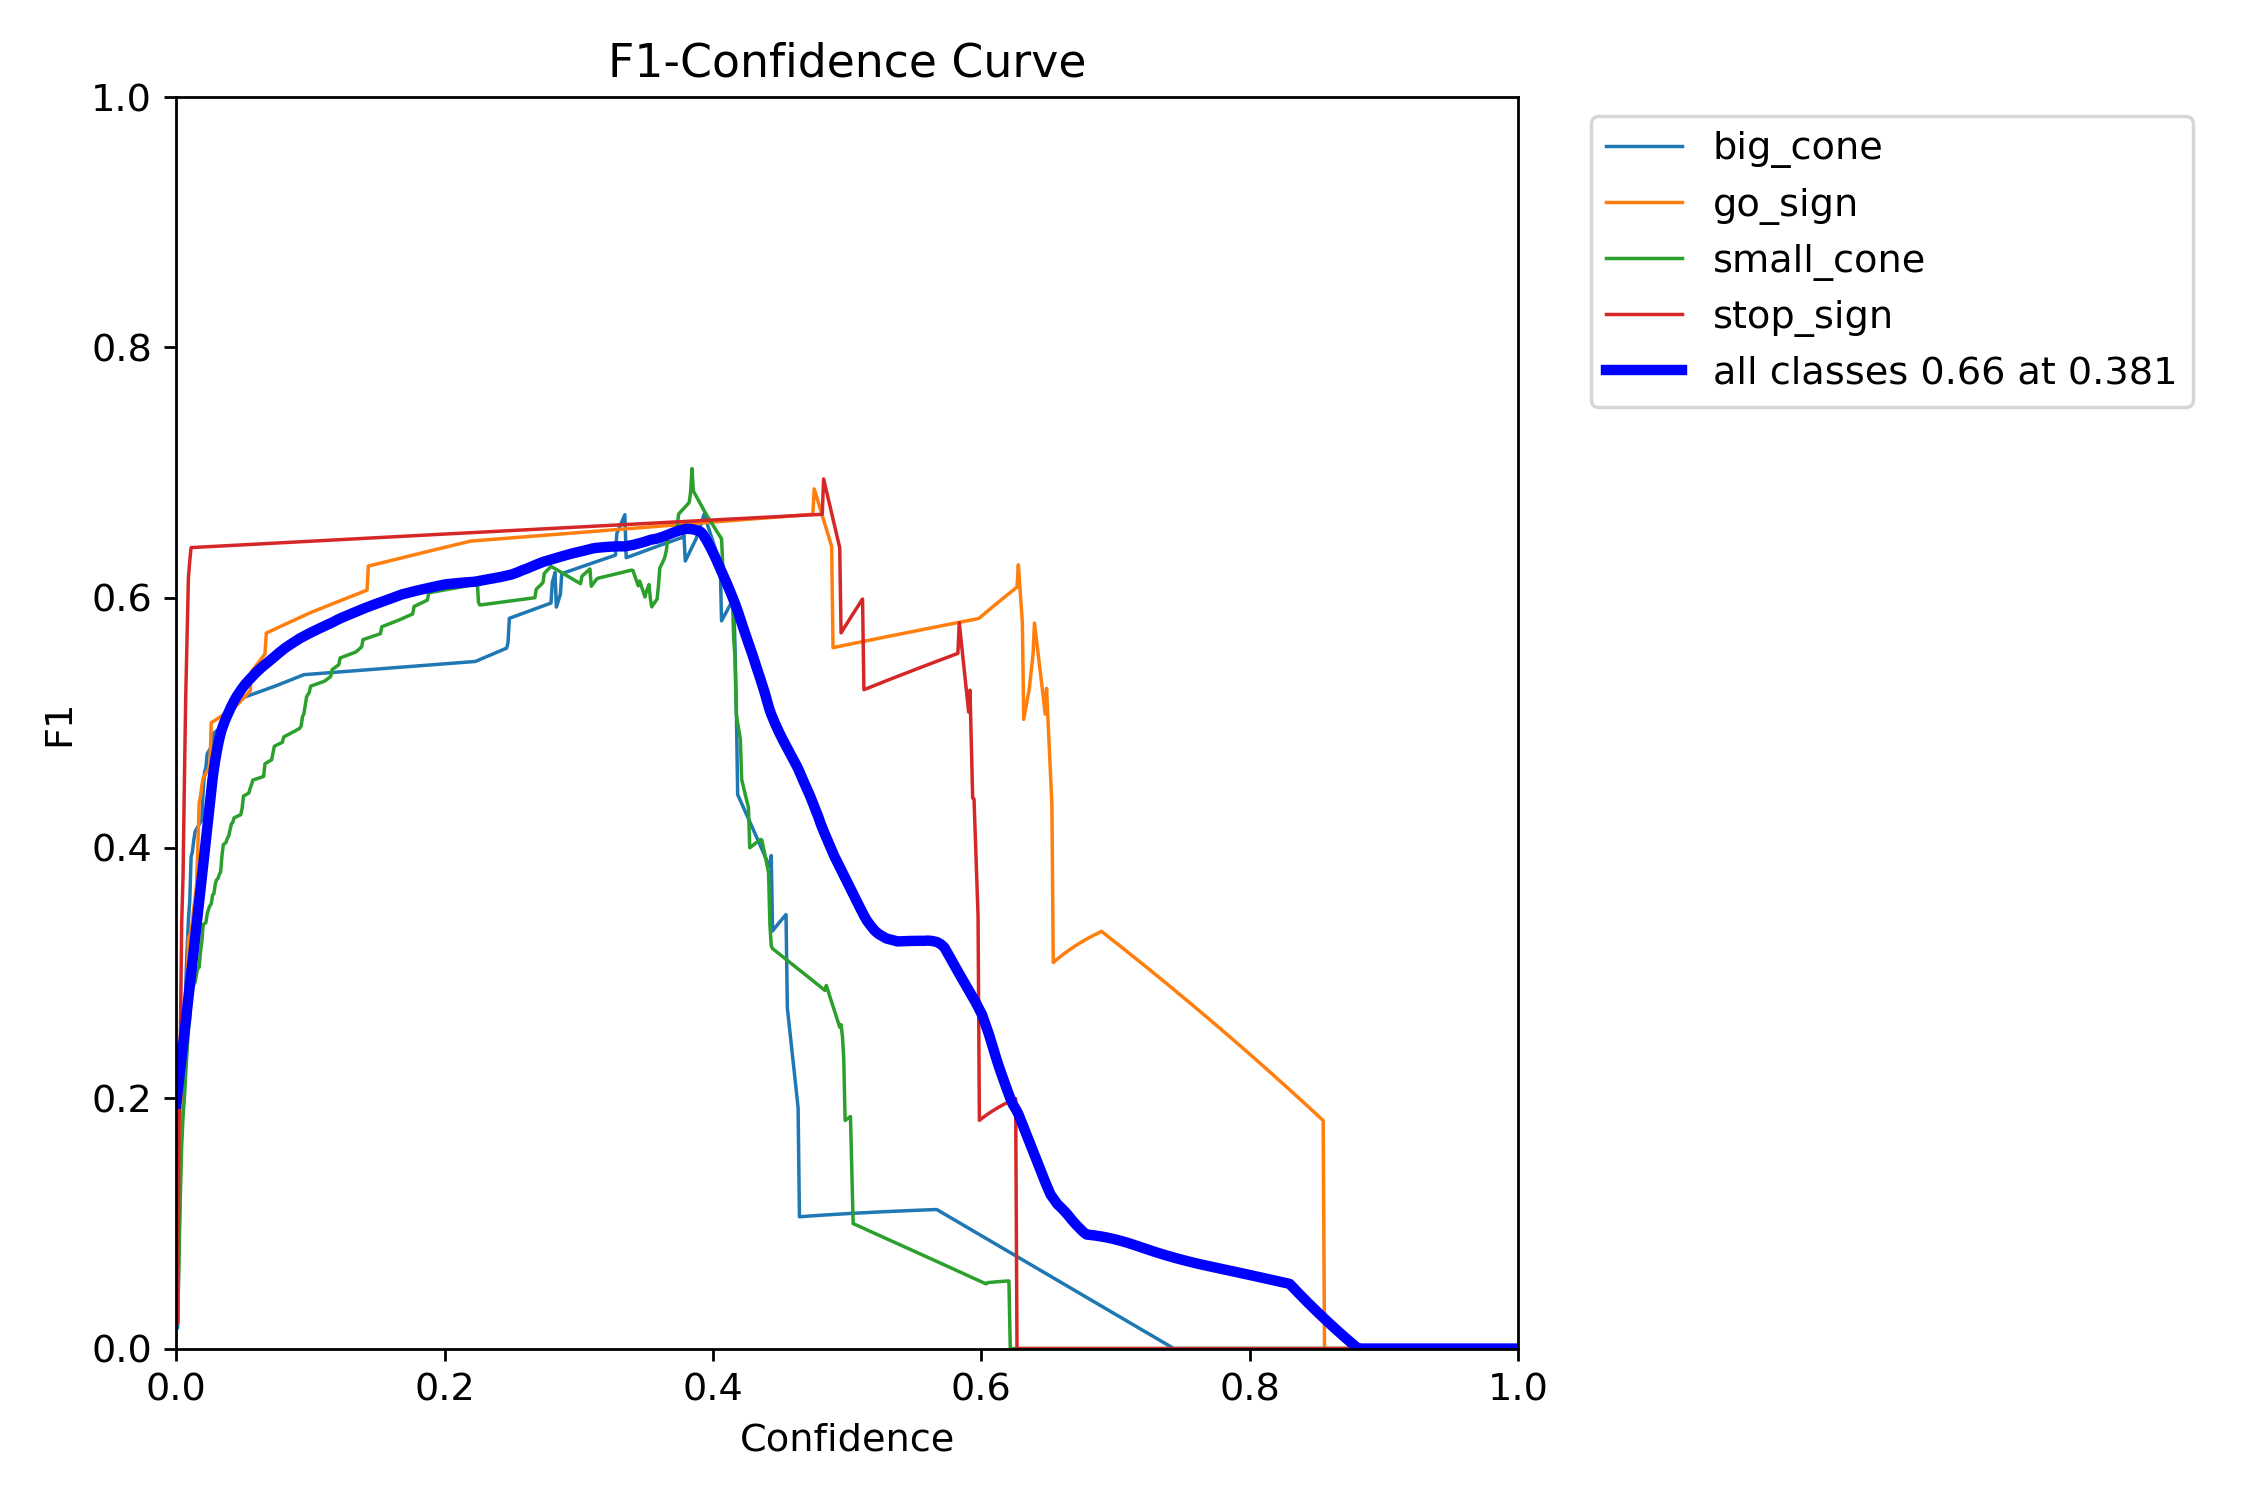 F1-Confidence Curve
1.0
0.8
0.6
0.4
0.2
0.0
F1
0.0 0.2 0.4 0.6 0.8 1.0
Confidence
big_cone
go_sign
small_cone
stop_sign
all classes 0.66 at 0.381